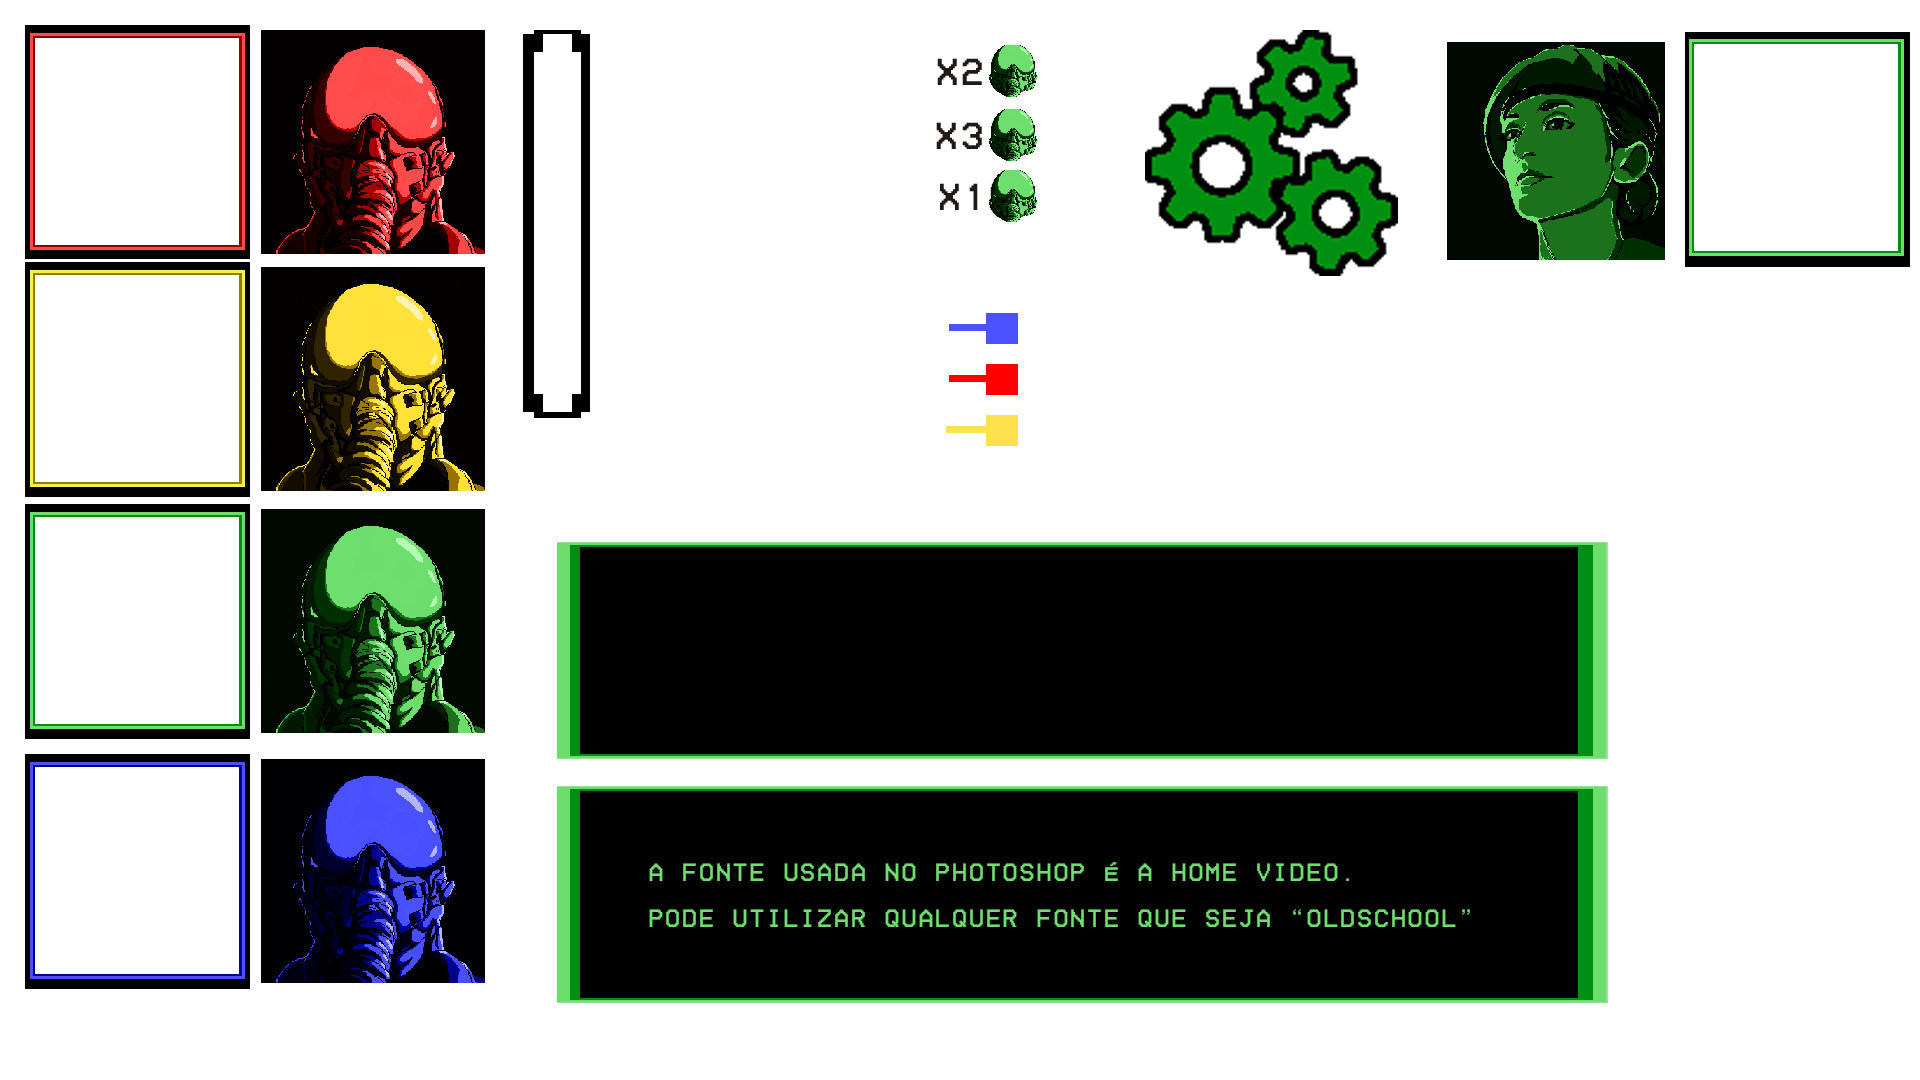 X2
X3
X1
A FONTE USADA NO PHOTOSHOP É A HOME VIDEO.
PODE UTILIZAR QUALQUER FONTE QUE SEJA “OLDSCHOOL”